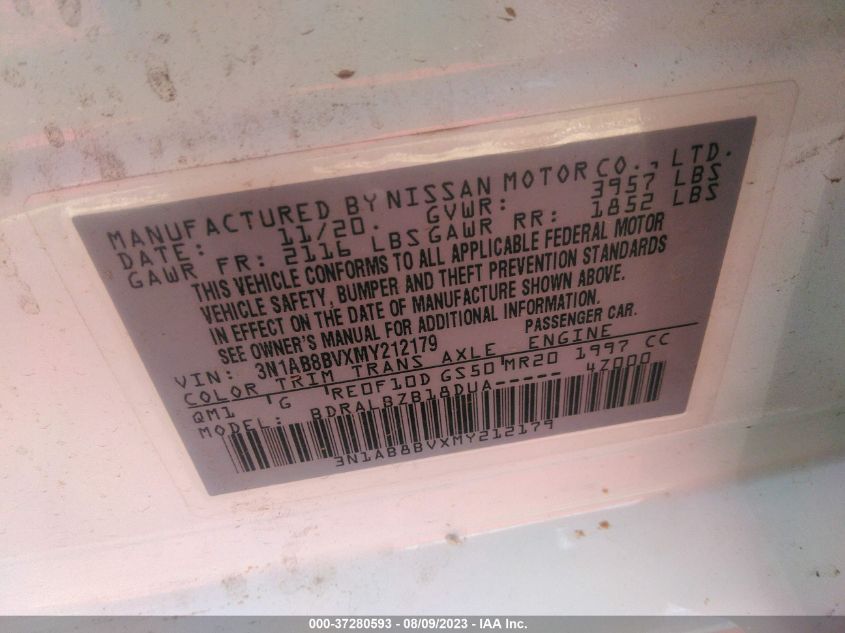 MANUFACTURED BY NISSAN MOTOR CO., LTD.
DATE: 11/20. GVWR: 3957 LBS
GAWR FR: 2116 LBS GAWR RR: 1852 LBS
THIS VEHICLE CONFORMS TO ALL APPLICABLE FEDERAL MOTOR
VEHICLE SAFETY, BUMPER AND THEFT PREVENTION STANDARDS
IN EFFECT ON THE DATE OF MANUFACTURE SHOWN ABOVE.
SEE OWNER'S MANUAL FOR ADDITIONAL INFORMATION.
VIN: 3N1AB8BVXMY212179 PASSENGER CAR.
COLOR TRIM TRANS AXLE ENGINE
QM1 G RE0F10D GS50 MR20 1997 CC
MODEL: BDRALBZB18DUA----- 47000
3N1AB8BVXMY212179
000-37280593 - 08/09/2023 - IAA Inc.